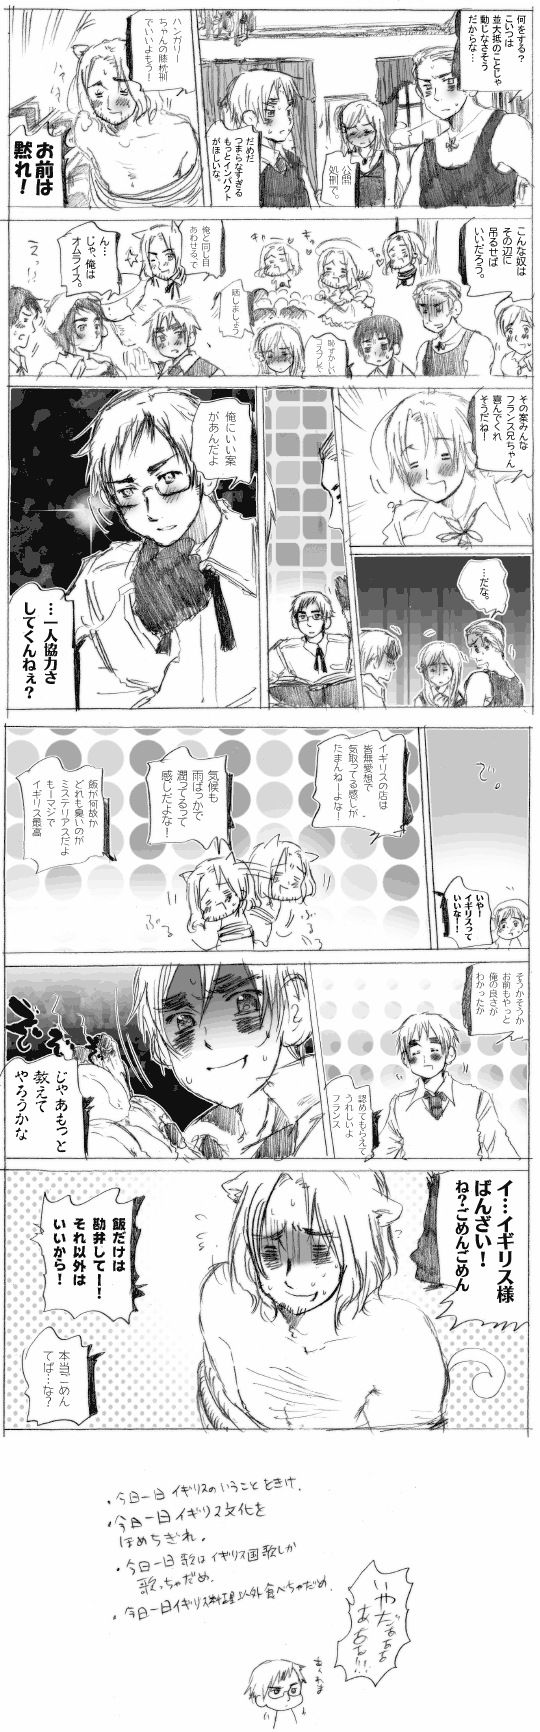 何をする?
こいつは
並大抵のことじゃ
動じなさそう
だからな…
公開
処刑で。
だめだ
つまらなすぎる
もっとインパクト
がほしいな。
ハンガリー
ちゃんの膝枕刑
でいいよもう!
お前は
黙れ!
こんな奴は
その辺に
吊るせば
いいだろう。
恥ずかしい
コスプレで
晒しましょう
俺と同じ目
あわせるって
ん…
じゃ、俺は
オムライス。
その案みんな
フランス兄ちゃん
喜んでくれ
そうだね!
…だな。
俺にいい案
があんだよ
…一人協力さ
してくんねぇ?
で。
いやー
イギリスって
いいなー!
イギリスの店は
皆無愛想で
気取ってる感じが
たまんねーよな!
気候も
雨ばっかで
潤ってるって
感じだよな!
飯が何故か
どれも臭いのが
ミステリアスだよ
もーマジで
イギリス最高
ぶる
ぶる
そうかそうか
お前もやっと
俺の良さが
わかったか
認めてもらえて
うれしいよ
フランス
じゃあもっと
教えて
やろうかな
イ…イギリス様
ばんざい!
ね?ごめんごめん
飯だけは
勘弁して!!
それ以外は
いいから!
本当ごめん
てば…な?
・今日一日イギリスのいうことをきけ.
・今日一日イギリス文化を
ほめちぎれ.
・今日一日歌はイギリス国歌しか
歌っちゃだめ.
・今日一日イギリス料理以外食べちゃだめ.
いやだぁぁぁ
ああぁ!!!